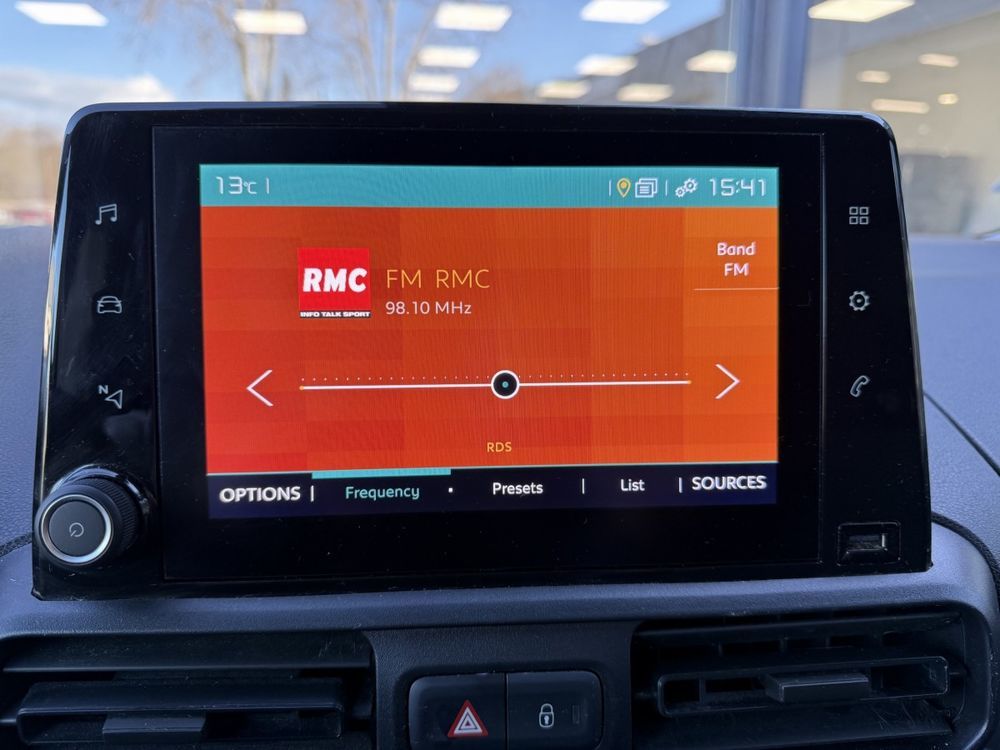 13°C
15:41
RMC
INFO TALK SPORT
FM RMC
98.10 MHz
Band
FM
N
RDS
OPTIONS
Frequency
Presets
List
SOURCES